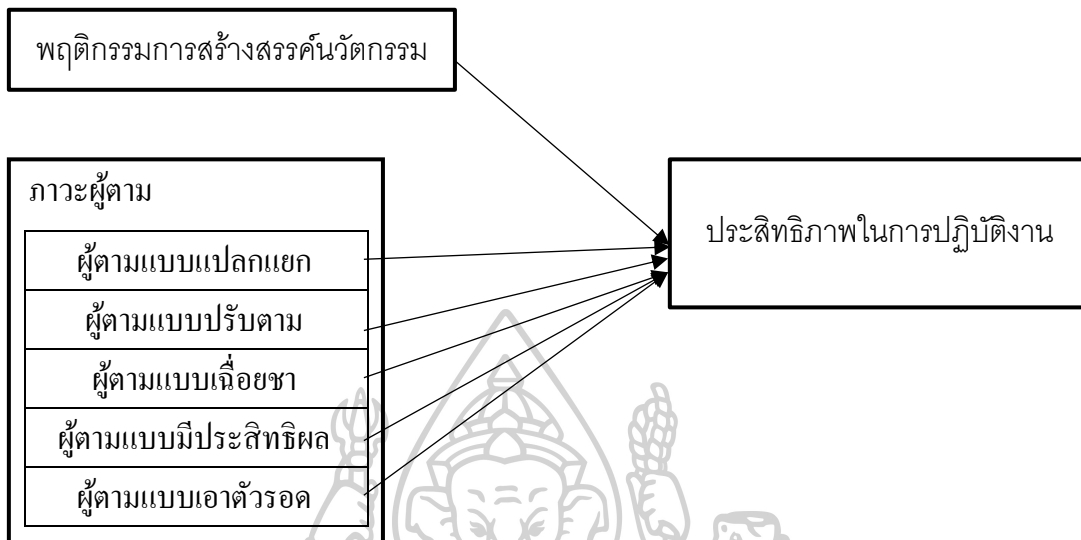 พฤติกรรมการสร้างสรรค์นวัตกรรม
ภาวะผู้ตาม
ผู้ตามแบบแปลกแยก
ผู้ตามแบบปรับตาม
ผู้ตามแบบเฉื่อยชา
ผู้ตามแบบมีประสิทธิผล
ผู้ตามแบบเอาตัวรอด
ประสิทธิภาพในการปฏิบัติงาน